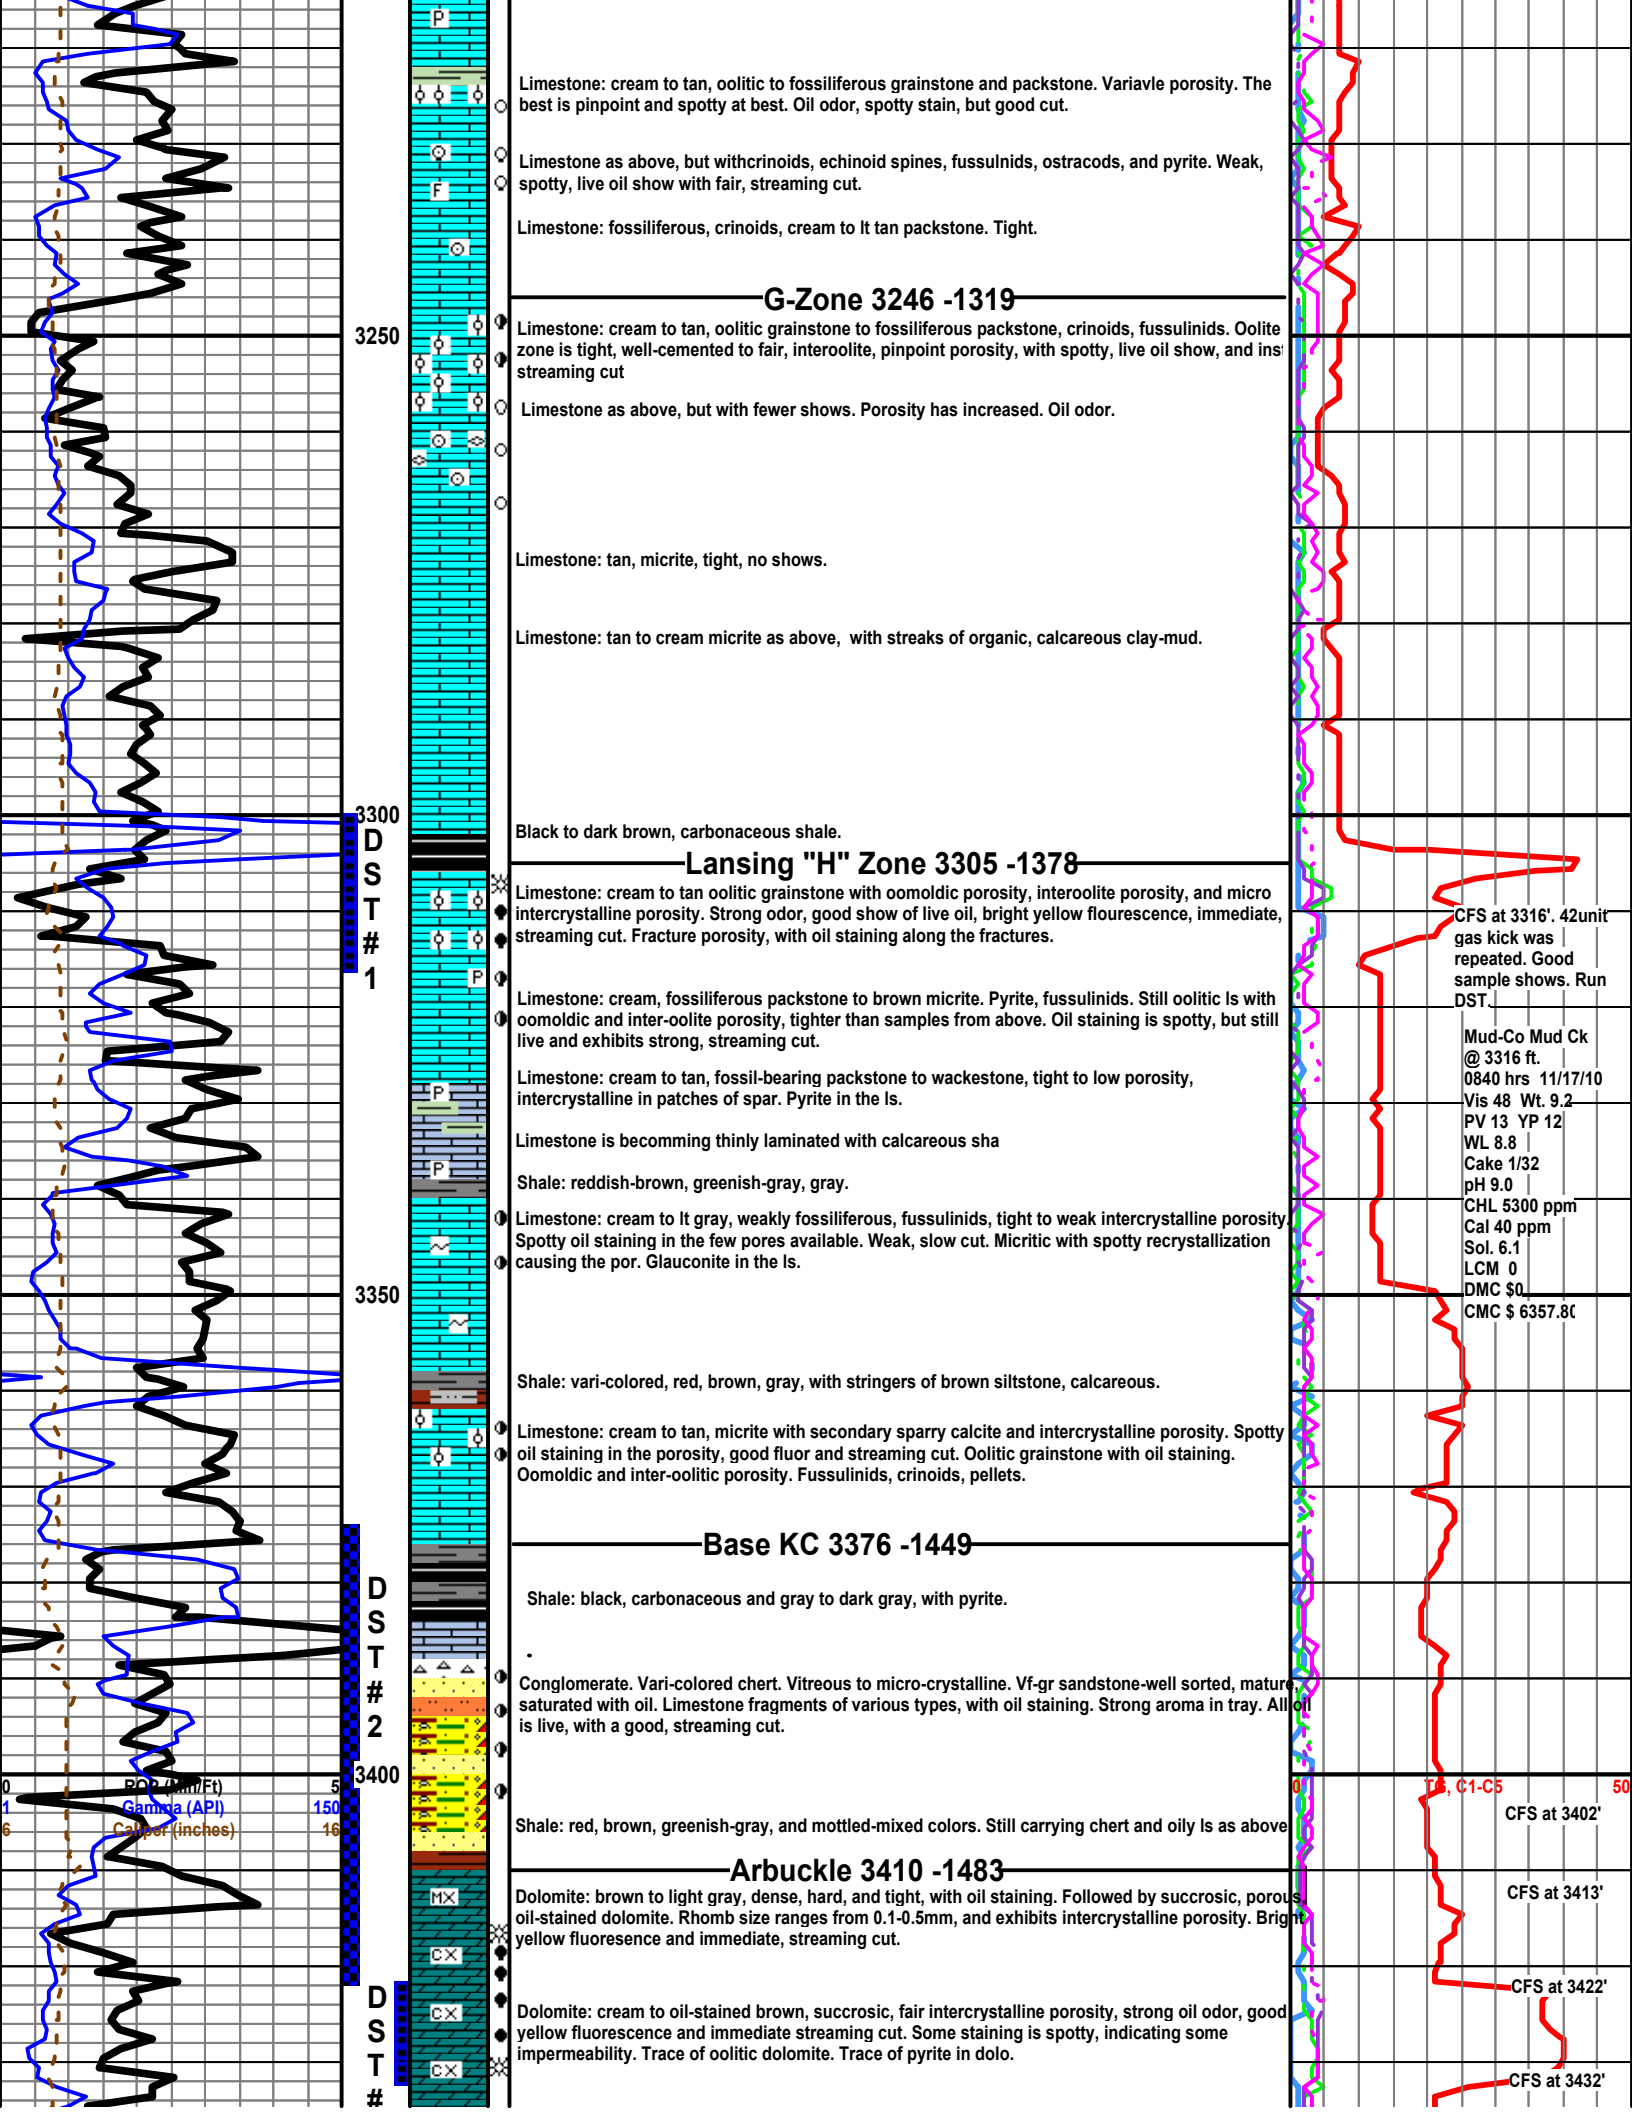 P
Limestone: cream to tan, oolitic to fossiliferous grainstone and packstone. Variavle porosity. The
best is pinpoint and spotty at best. Oil odor, spotty stain, but good cut.
Limestone as above, but withcrinoids, echinoid spines, fussulnids, ostracods, and pyrite. Weak,
spotty, live oil show with fair, streaming cut.
F
Limestone: fossiliferous, crinoids, cream to lt tan packstone. Tight.
G-Zone 3246 -1319
3250
Limestone: cream to tan, oolitic grainstone to fossiliferous packstone, crinoids, fussulinids. Oolite
zone is tight, well-cemented to fair, interoolite, pinpoint porosity, with spotty, live oil show, and inst
streaming cut
Limestone as above, but with fewer shows. Porosity has increased. Oil odor.
Limestone: tan, micrite, tight, no shows.
Limestone: tan to cream micrite as above, with streaks of organic, calcareous clay-mud.
3300
Black to dark brown, carbonaceous shale.
DST#1
Lansing "H" Zone 3305 -1378
Limestone: cream to tan oolitic grainstone with oomoldic porosity, interoolite porosity, and micro
intercrystalline porosity. Strong odor, good show of live oil, bright yellow flourescence, immediate,
streaming cut. Fracture porosity, with oil staining along the fractures.
CFS at 3316'. 42unit
gas kick was
repeated. Good
sample shows. Run
DST.
P
Limestone: cream, fossiliferous packstone to brown micrite. Pyrite, fussulinids. Still oolitic ls with
oomoldic and inter-oolite porosity, tighter than samples from above. Oil staining is spotty, but still
live and exhibits strong, streaming cut.
Mud-Co Mud Ck
@ 3316 ft.
0840 hrs 11/17/10
Vis 48 Wt. 9.2
PV 13 YP 12
WL 8.8
Cake 1/32
pH 9.0
CHL 5300 ppm
Cal 40 ppm
Sol. 6.1
LCM 0
DMC $0
CMC $ 6357.80
Limestone: cream to tan, fossil-bearing packstone to wackestone, tight to low porosity,
intercrystalline in patches of spar. Pyrite in the ls.
P
Limestone is becomming thinly laminated with calcareous sha
P
Shale: reddish-brown, greenish-gray, gray.
Limestone: cream to lt gray, weakly fossiliferous, fussulinids, tight to weak intercrystalline porosity.
Spotty oil staining in the few pores available. Weak, slow cut. Micritic with spotty recrystallization
causing the por. Glauconite in the ls.
3350
Shale: vari-colored, red, brown, gray, with stringers of brown siltstone, calcareous.
Limestone: cream to tan, micrite with secondary sparry calcite and intercrystalline porosity. Spotty
oil staining in the porosity, good fluor and streaming cut. Oolitic grainstone with oil staining.
Oomoldic and inter-oolitic porosity. Fussulinids, crinoids, pellets.
Base KC 3376 -1449
DST#2
Shale: black, carbonaceous and gray to dark gray, with pyrite.
.
Conglomerate. Vari-colored chert. Vitreous to micro-crystalline. Vf-gr sandstone-well sorted, mature,
saturated with oil. Limestone fragments of various types, with oil staining. Strong aroma in tray. All oil
is live, with a good, streaming cut.
3400
0 ROP (Min/Ft) 5
1 Gamma (API) 150
6 Caliper (inches) 16
0 TG, C1-C5 50
CFS at 3402'
Shale: red, brown, greenish-gray, and mottled-mixed colors. Still carrying chert and oily ls as above
Arbuckle 3410 -1483
MX
Dolomite: brown to light gray, dense, hard, and tight, with oil staining. Followed by succrosic, porous,
oil-stained dolomite. Rhomb size ranges from 0.1-0.5mm, and exhibits intercrystalline porosity. Bright
yellow fluoresence and immediate, streaming cut.
CFS at 3413'
CX
CFS at 3422'
DST#
CX
Dolomite: cream to oil-stained brown, succrosic, fair intercrystalline porosity, strong oil odor, good
yellow fluorescence and immediate streaming cut. Some staining is spotty, indicating some
impermeability. Trace of oolitic dolomite. Trace of pyrite in dolo.
CX
CFS at 3432'